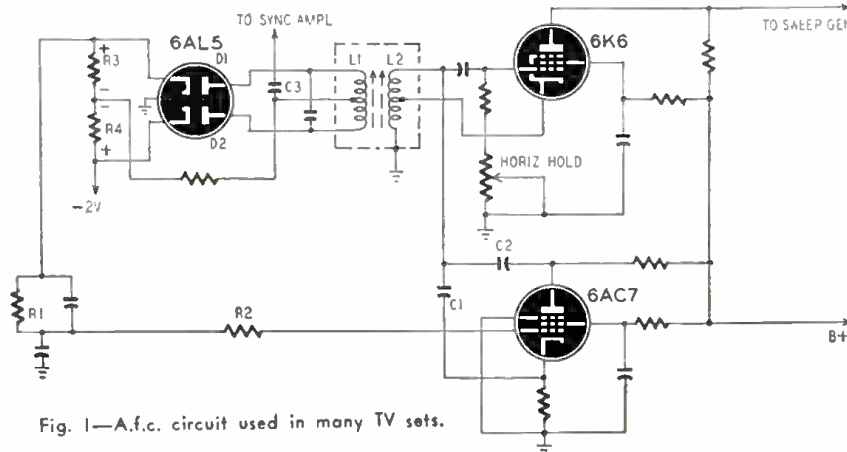 TO SYNC AMPL
6AL5
D1
6K6
TO SWEEP GEN
+
R3
-
L1
L2
C3
-
R4
+
D2
HORIZ HOLD
-2V
C2
6AC7
R1
R2
C1
B+
Fig. 1—A.f.c. circuit used in many TV sets.